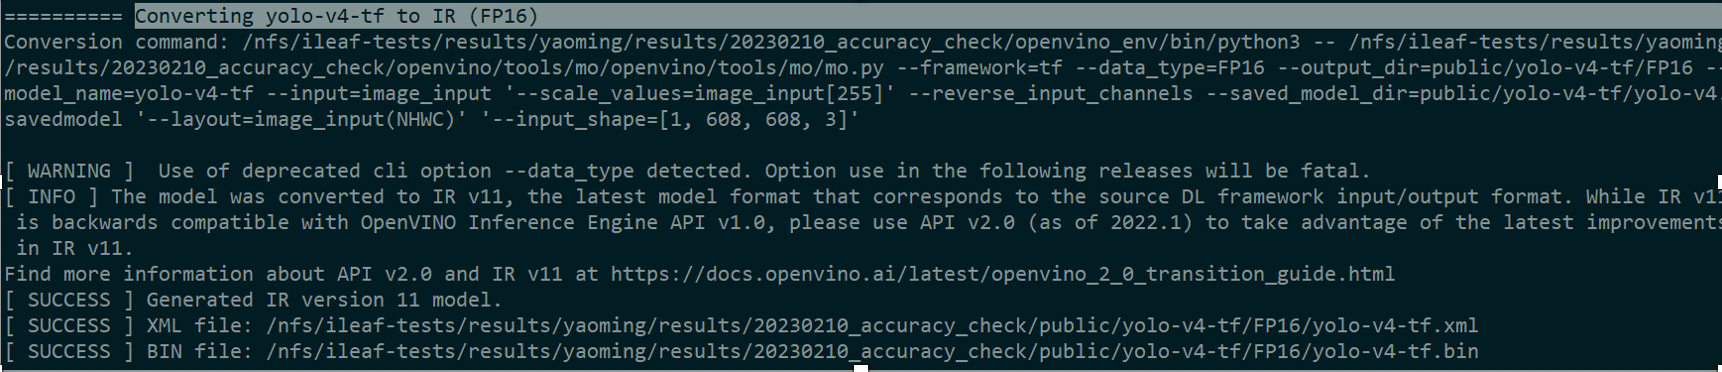 ========== Converting yolo-v4-tf to IR (FP16)
Conversion command: /nfs/ileaf-tests/results/yaoming/results/20230210_accuracy_check/openvino_env/bin/python3 -- /nfs/ileaf-tests/results/yaoming
/results/20230210_accuracy_check/openvino/tools/mo/openvino/tools/mo/mo.py --framework=tf --data_type=FP16 --output_dir=public/yolo-v4-tf/FP16 --
model_name=yolo-v4-tf --input=image_input '--scale_values=image_input[255]' --reverse_input_channels --saved_model_dir=public/yolo-v4-tf/yolo-v4.
savedmodel '--layout=image_input(NHWC)' '--input_shape=[1, 608, 608, 3]'
[ WARNING ]  Use of deprecated cli option --data_type detected. Option use in the following releases will be fatal.
[ INFO ] The model was converted to IR v11, the latest model format that corresponds to the source DL framework input/output format. While IR v11
is backwards compatible with OpenVINO Inference Engine API v1.0, please use API v2.0 (as of 2022.1) to take advantage of the latest improvements
in IR v11.
Find more information about API v2.0 and IR v11 at https://docs.openvino.ai/latest/openvino_2_0_transition_guide.html
[ SUCCESS ] Generated IR version 11 model.
[ SUCCESS ] XML file: /nfs/ileaf-tests/results/yaoming/results/20230210_accuracy_check/public/yolo-v4-tf/FP16/yolo-v4-tf.xml
[ SUCCESS ] BIN file: /nfs/ileaf-tests/results/yaoming/results/20230210_accuracy_check/public/yolo-v4-tf/FP16/yolo-v4-tf.bin